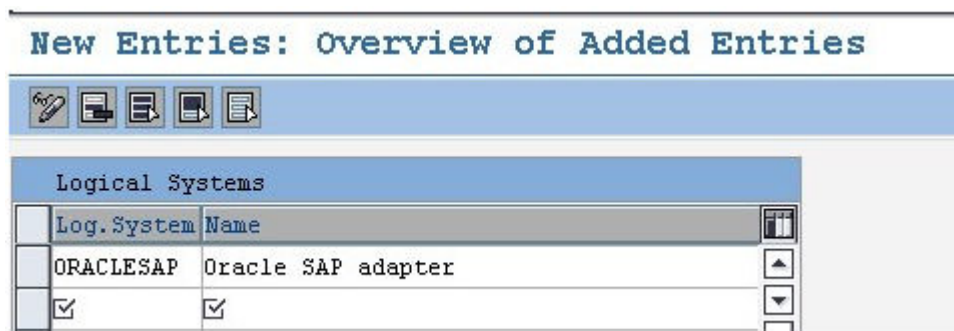 New Entries: Overview of Added Entries
Logical Systems
Log.System Name
ORACLESAP Oracle SAP adapter